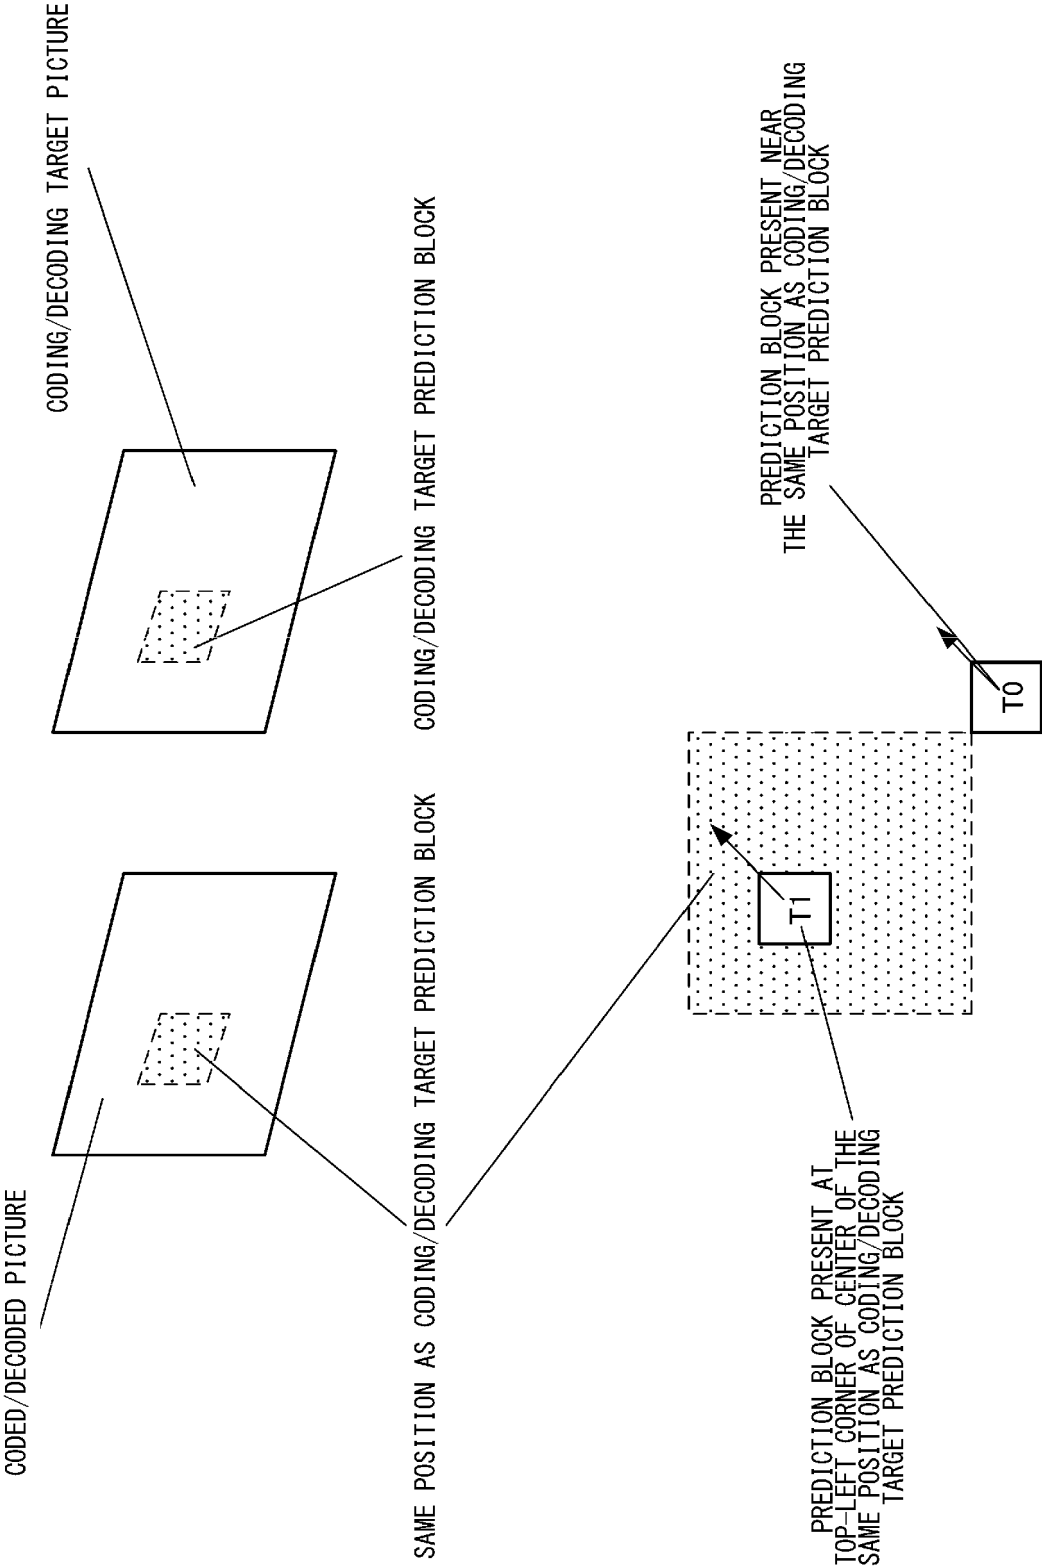 CODED/DECODED PICTURE
CODING/DECODING TARGET PICTURE
SAME POSITION AS CODING/DECODING TARGET PREDICTION BLOCK
CODING/DECODING TARGET PREDICTION BLOCK
PREDICTION BLOCK PRESENT NEAR
THE SAME POSITION AS CODING/DECODING
TARGET PREDICTION BLOCK
T1
PREDICTION BLOCK PRESENT AT
TOP-LEFT CORNER OF CENTER OF THE
SAME POSITION AS CODING/DECODING
TARGET PREDICTION BLOCK
T0